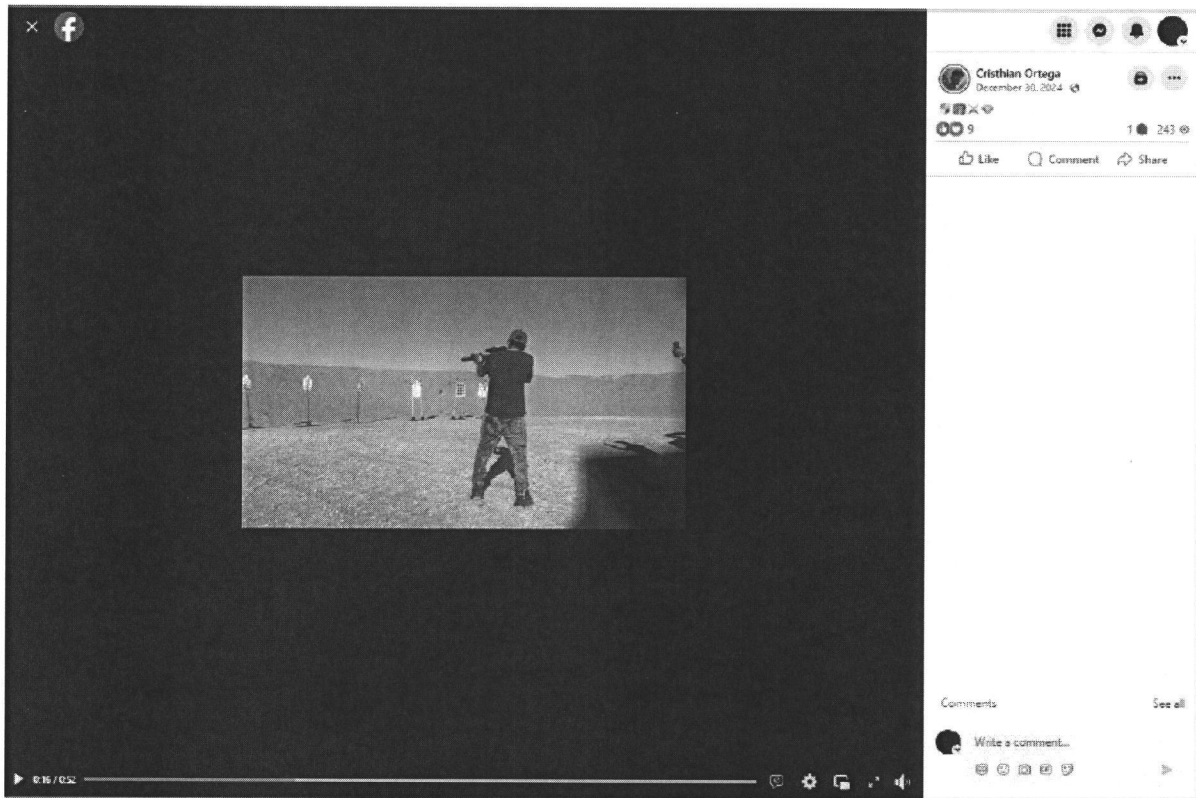 Cristhian Ortega
December 30, 2024
9
1
243
Like
Comment
Share
Comments
See all
Write a comment...
0:16 / 0:52